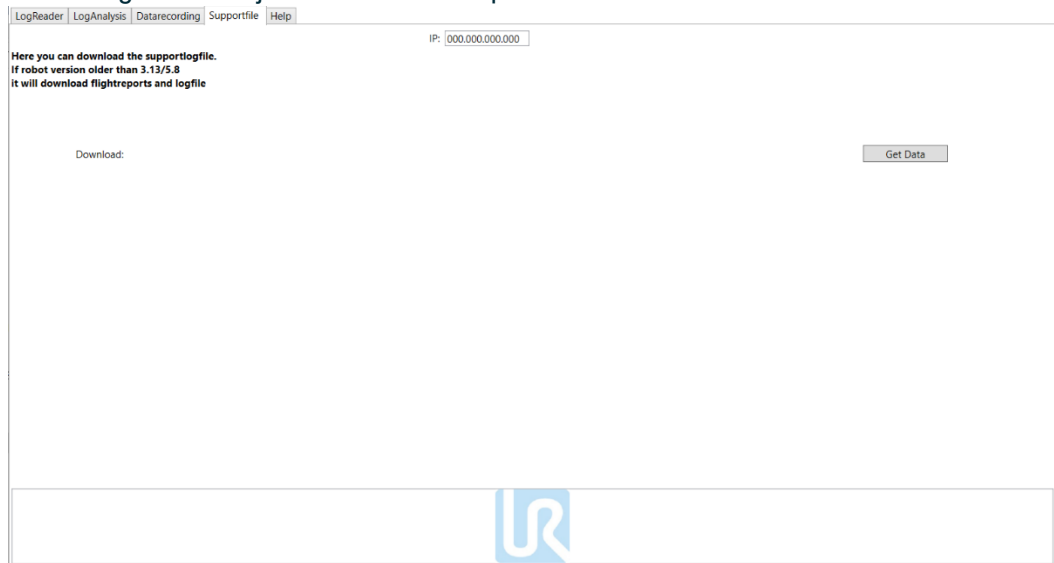 LogReader LogAnalysis Datarecording Supportfile Help
IP: 000.000.000.000
Here you can download the supportlogfile.
If robot version older than 3.13/5.8
it will download flightreports and logfile
Download: Get Data
UR